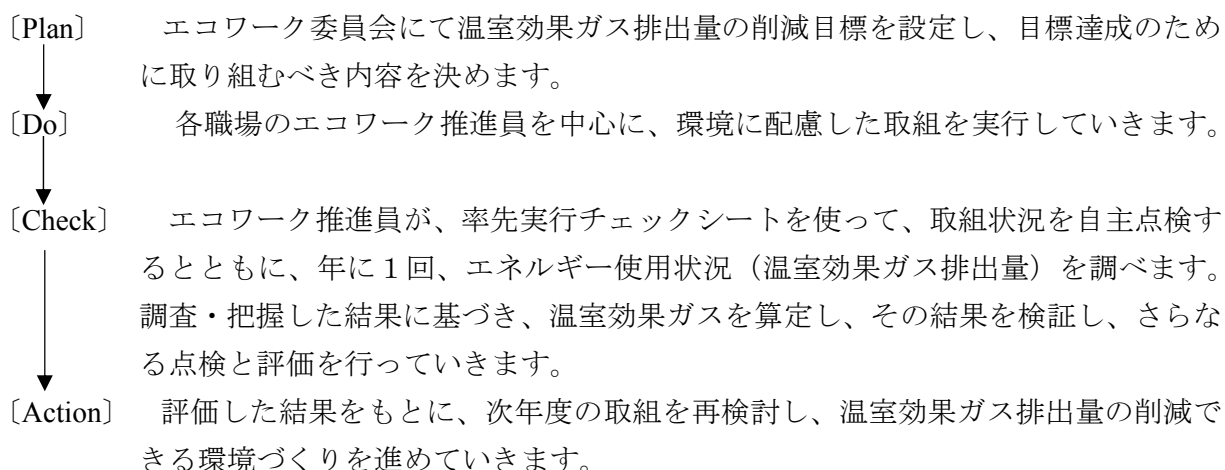 〔Plan〕 エコワーク委員会にて温室効果ガス排出量の削減目標を設定し、目標達成のため
に取り組むべき内容を決めます。
〔Do〕 各職場のエコワーク推進員を中心に、環境に配慮した取組を実行していきます。
〔Check〕 エコワーク推進員が、率先実行チェックシートを使って、取組状況を自主点検す
るとともに、年に１回、エネルギー使用状況（温室効果ガス排出量）を調べます。
調査・把握した結果に基づき、温室効果ガスを算定し、その結果を検証し、さらな
る点検と評価を行っていきます。
〔Action〕 評価した結果をもとに、次年度の取組を再検討し、温室効果ガス排出量の削減で
きる環境づくりを進めていきます。